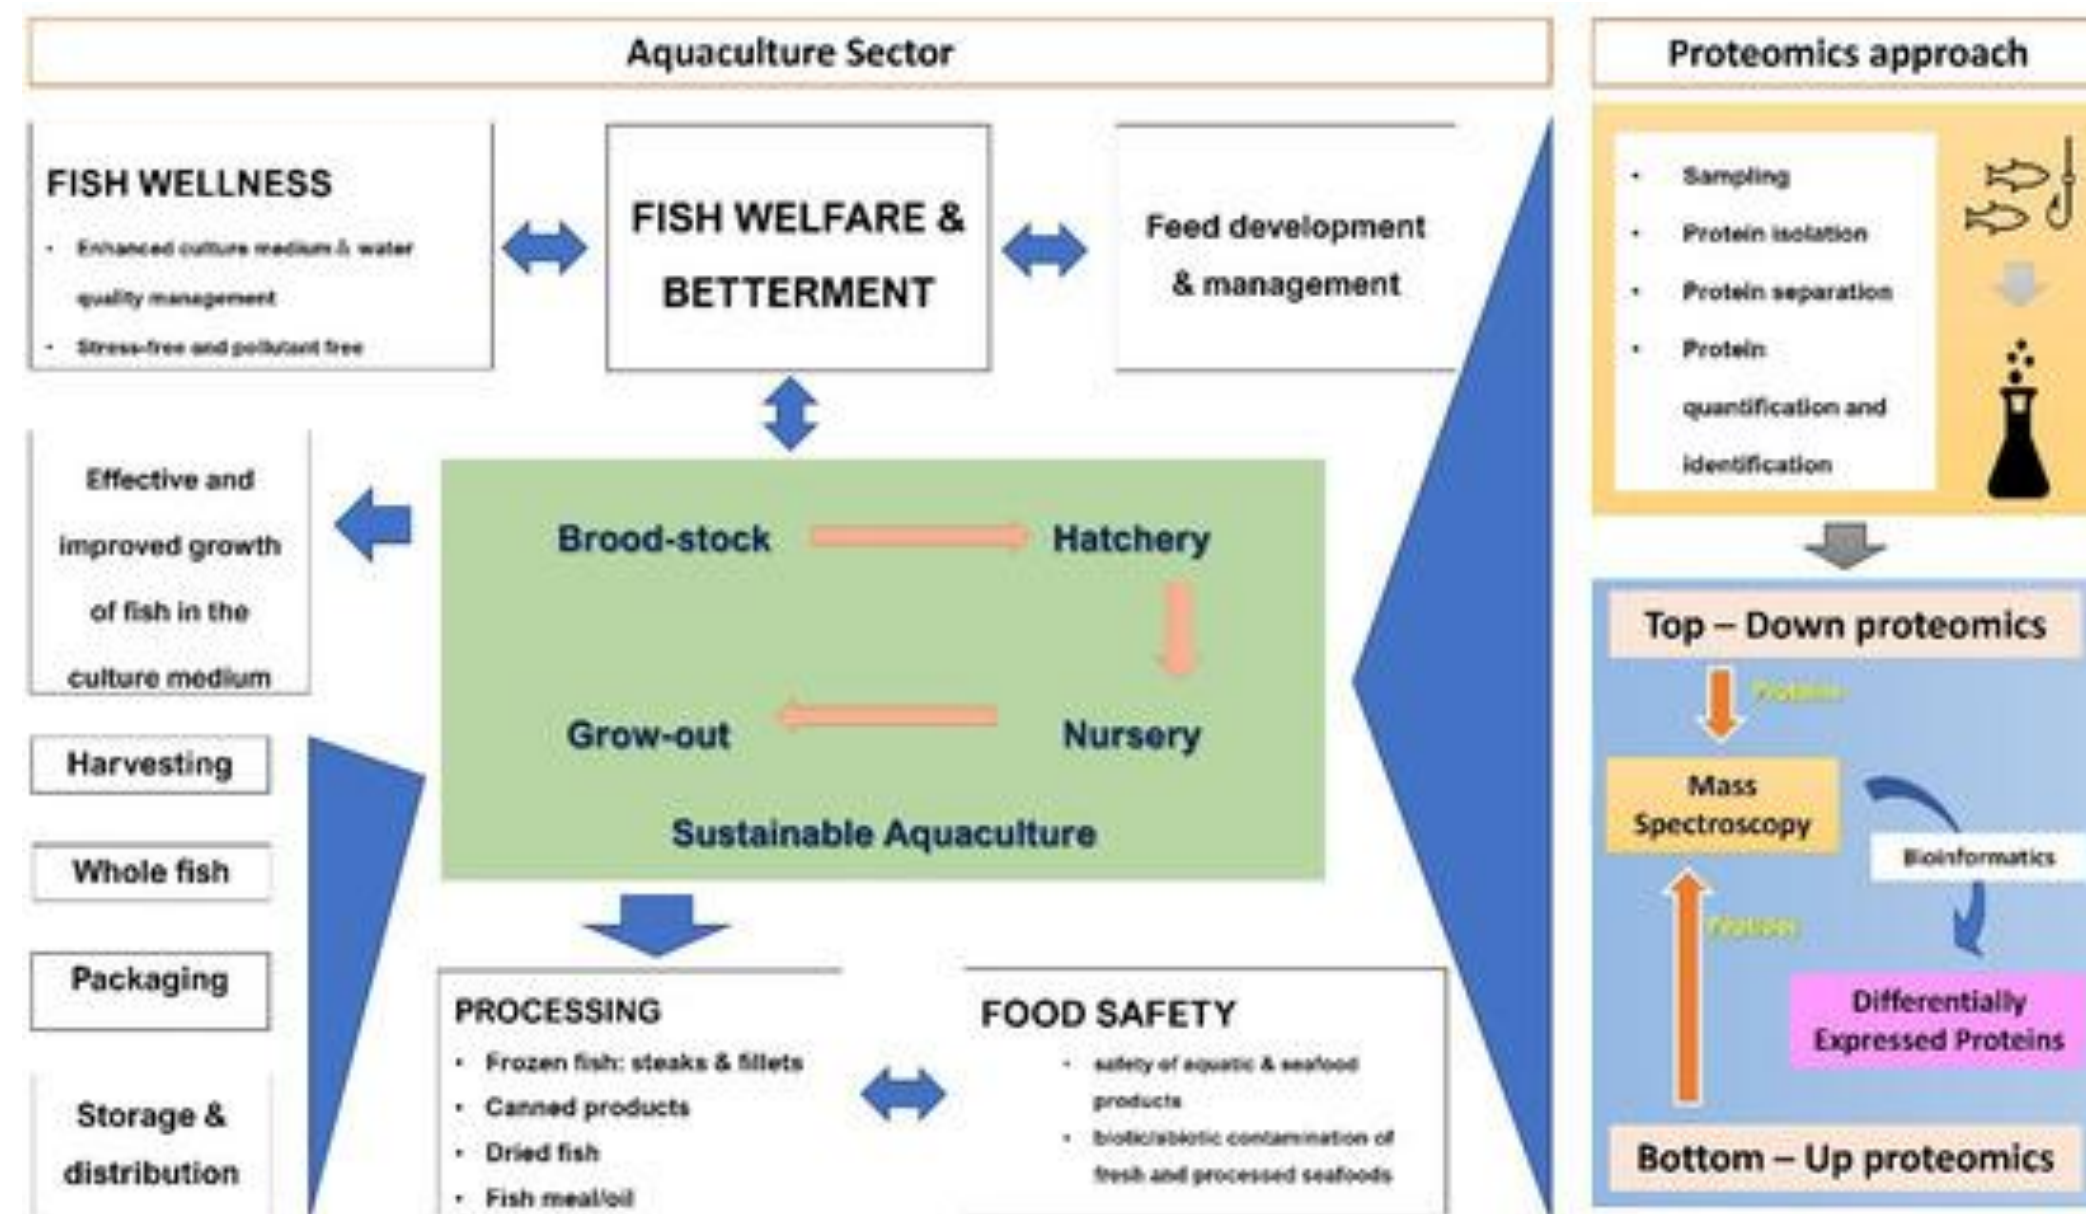 Aquaculture Sector
FISH WELLNESS
• Enhanced culture medium & water
quality management
• Stress-free and pollutant free
FISH WELFARE &
BETTERMENT
Feed development
& management
Effective and
improved growth
of fish in the
culture medium
Brood-stock
Hatchery
Grow-out
Nursery
Sustainable Aquaculture
Harvesting
Whole fish
Packaging
Storage &
distribution
PROCESSING
• Frozen fish: steaks & fillets
• Canned products
• Dried fish
• Fish meal/oil
FOOD SAFETY
• safety of aquatic & seafood
products
• biotic/abiotic contamination of
fresh and processed seafoods
Proteomics approach
• Sampling
• Protein isolation
• Protein separation
• Protein
quantification and
identification
Top – Down proteomics
Mass
Spectroscopy
Bioinformatics
Differentially
Expressed Proteins
Bottom – Up proteomics